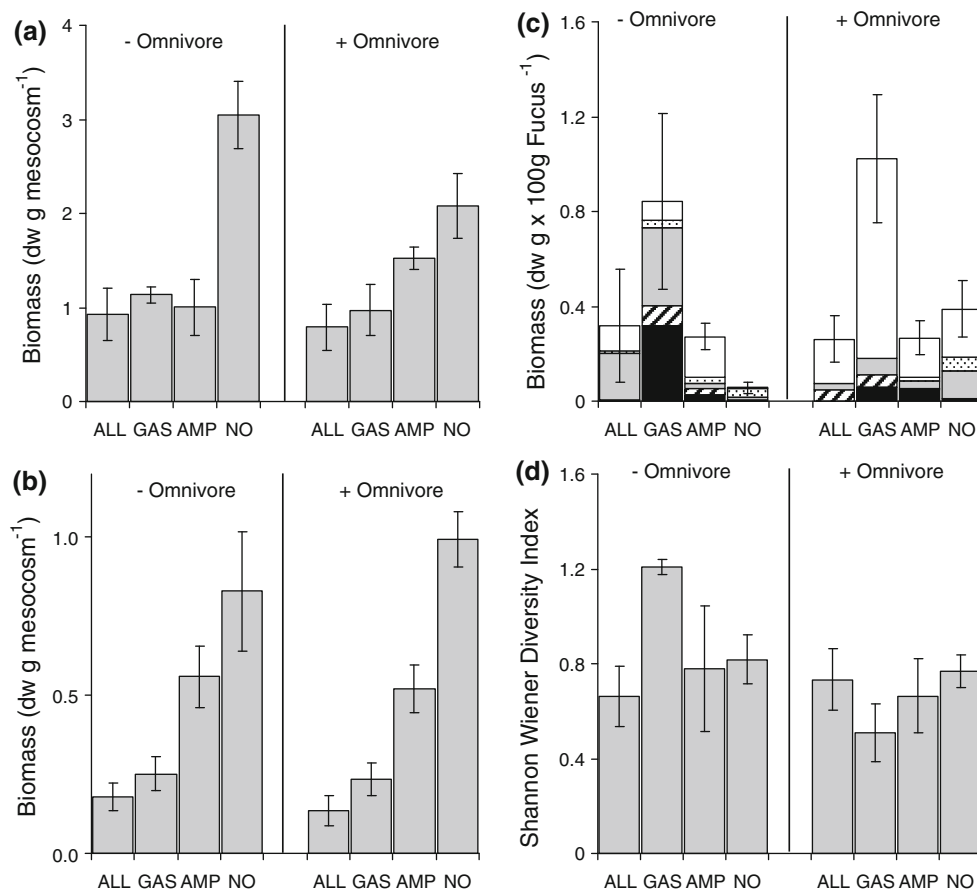 (a)
- Omnivore + Omnivore
Biomass (dw g mesocosm-1)
4
3
2
1
0
ALL GAS AMP NO ALL GAS AMP NO
(b)
- Omnivore + Omnivore
Biomass (dw g mesocosm-1)
1.0
0.5
0.0
ALL GAS AMP NO ALL GAS AMP NO
(c)
- Omnivore + Omnivore
Biomass (dw g x 100g Fucus -1)
1.6
1.2
0.8
0.4
0
ALL GAS AMP NO ALL GAS AMP NO
(d)
- Omnivore + Omnivore
Shannon Wiener Diversity Index
1.6
1.2
0.8
0.4
0
ALL GAS AMP NO ALL GAS AMP NO